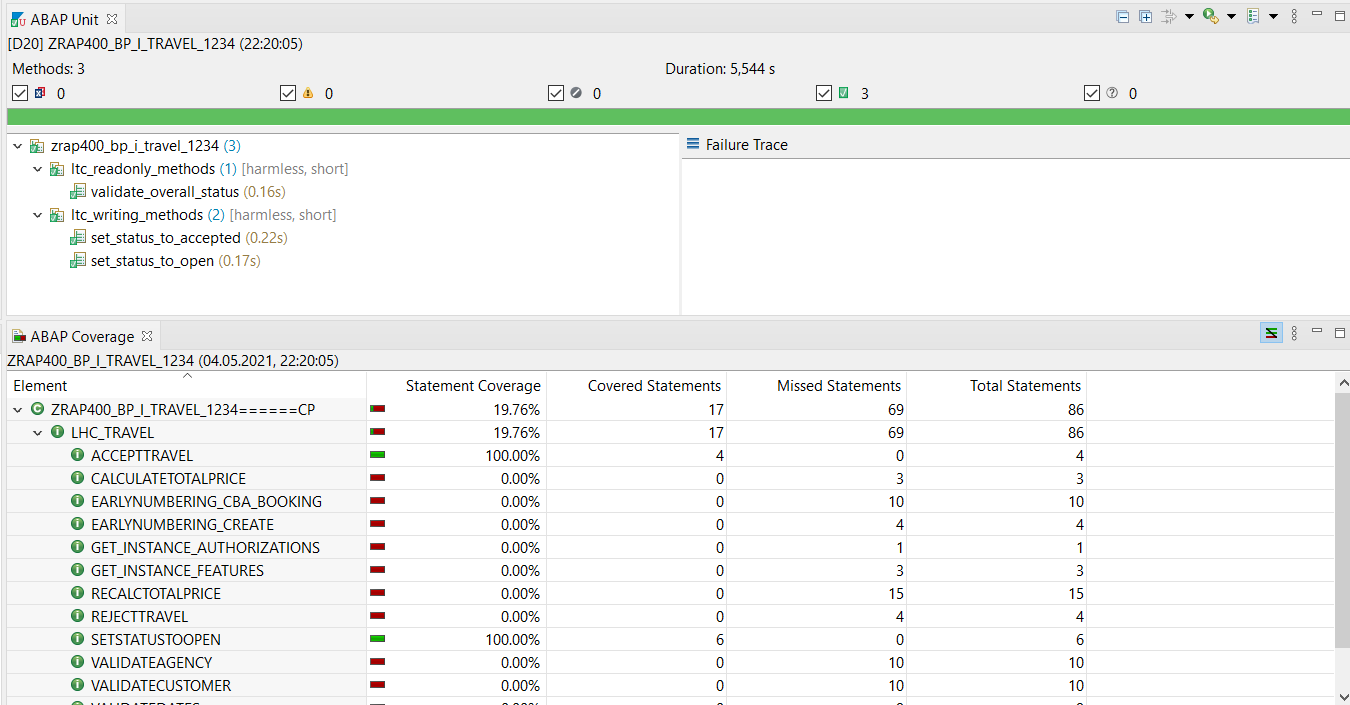 ABAP Unit
[D20] ZRAP400_BP_I_TRAVEL_1234 (22:20:05)
Methods: 3 Duration: 5,544 s
0 0 0 3 0
zrap400_bp_i_travel_1234 (3)
ltc_readonly_methods (1) [harmless, short]
validate_overall_status (0.16s)
ltc_writing_methods (2) [harmless, short]
set_status_to_accepted (0.22s)
set_status_to_open (0.17s)
Failure Trace
ABAP Coverage
ZRAP400_BP_I_TRAVEL_1234 (04.05.2021, 22:20:05)
Element Statement Coverage Covered Statements Missed Statements Total Statements
ZRAP400_BP_I_TRAVEL_1234======CP 19.76% 17 69 86
LHC_TRAVEL 19.76% 17 69 86
ACCEPTTRAVEL 100.00% 4 0 4
CALCULATETOTALPRICE 0.00% 0 3 3
EARLYNUMBERING_CBA_BOOKING 0.00% 0 10 10
EARLYNUMBERING_CREATE 0.00% 0 4 4
GET_INSTANCE_AUTHORIZATIONS 0.00% 0 1 1
GET_INSTANCE_FEATURES 0.00% 0 3 3
RECALCTOTALPRICE 0.00% 0 15 15
REJECTTRAVEL 0.00% 0 4 4
SETSTATUSTOOPEN 100.00% 6 0 6
VALIDATEAGENCY 0.00% 0 10 10
VALIDATECUSTOMER 0.00% 0 10 10